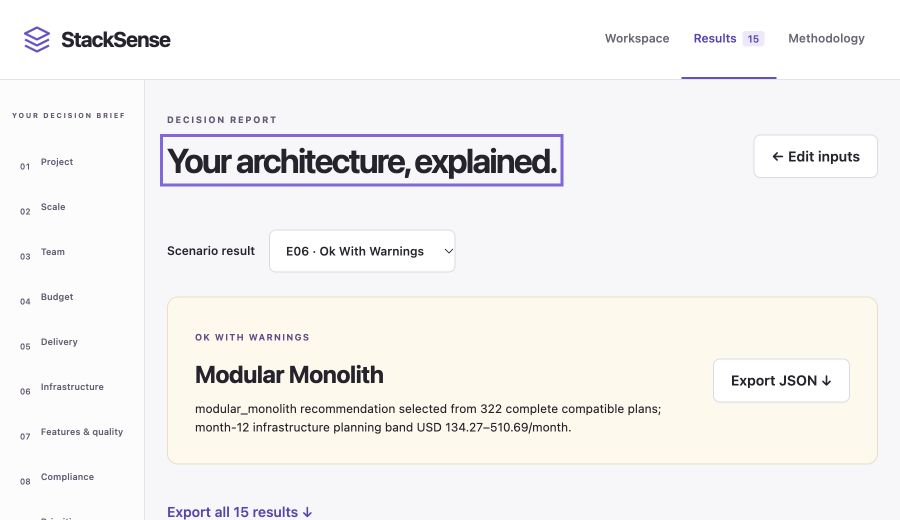 StackSense
Workspace
Results 15
Methodology
YOUR DECISION BRIEF
01 Project
02 Scale
03 Team
04 Budget
05 Delivery
06 Infrastructure
07 Features & quality
08 Compliance
DECISION REPORT
Your architecture, explained.
← Edit inputs
Scenario result
E06 · Ok With Warnings
OK WITH WARNINGS
Modular Monolith
modular_monolith recommendation selected from 322 complete compatible plans;
month-12 infrastructure planning band USD 134.27–510.69/month.
Export JSON ↓
Export all 15 results ↓